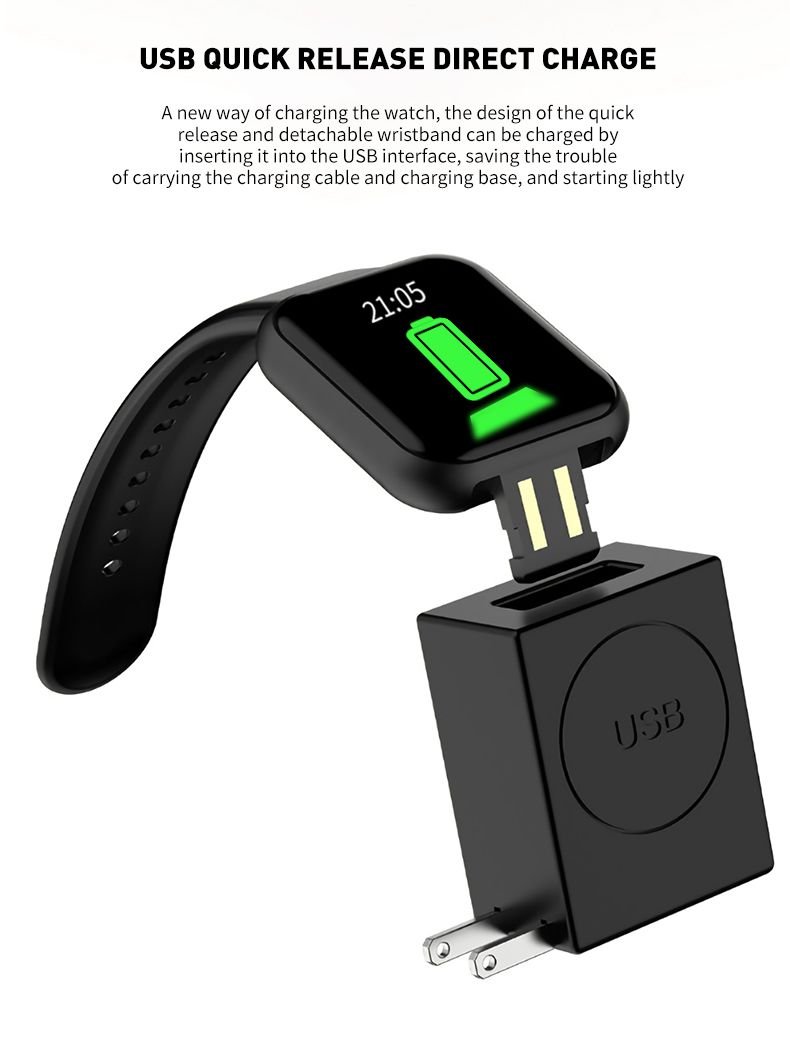 USB QUICK RELEASE DIRECT CHARGE
A new way of charging the watch, the design of the quick
release and detachable wristband can be charged by
inserting it into the USB interface, saving the trouble
of carrying the charging cable and charging base, and starting lightly
21:05
USB